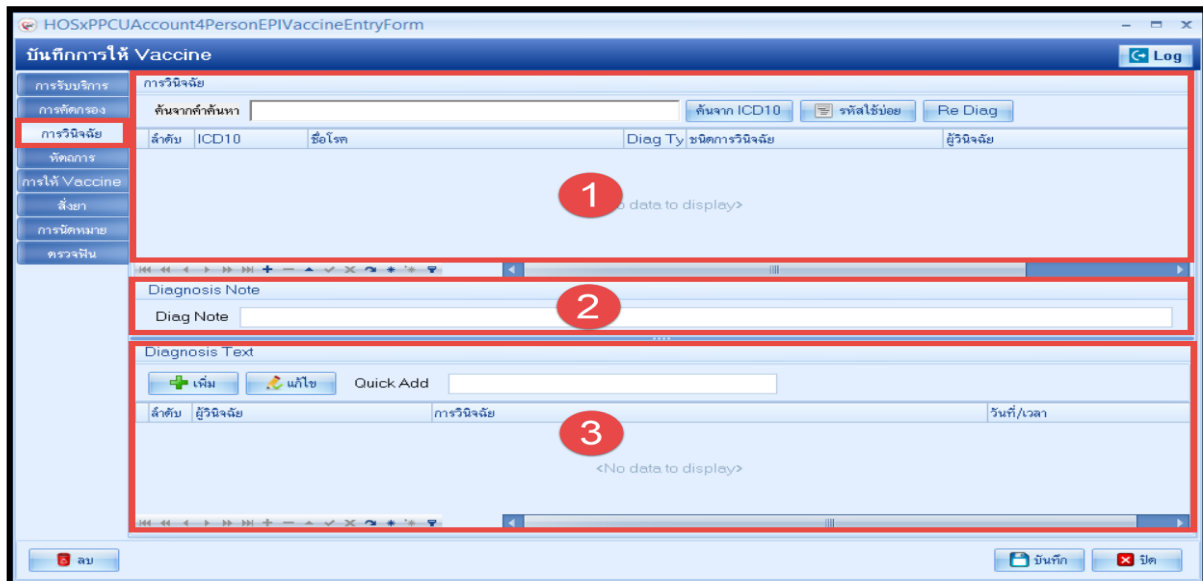 HOSxPPCUAccount4PersonEPIVaccineEntryForm
บันทึกการให้ Vaccine
Log
การรับบริการ
การคัดกรอง
การวินิจฉัย
หัตถการ
การให้ Vaccine
สั่งยา
การนัดหมาย
ตรวจฟัน
การวินิจฉัย
ค้นจากคำค้นหา ค้นจาก ICD10 รหัสใช้บ่อย Re Diag
ลำดับ ICD10 ชื่อโรค Diag Ty ชนิดการวินิจฉัย ผู้วินิจฉัย
1
data to display>
Diagnosis Note
2
Diag Note
Diagnosis Text
เพิ่ม แก้ไข Quick Add
ลำดับ ผู้วินิจฉัย การวินิจฉัย วันที่/เวลา
3
<No data to display>
ลบ บันทึก ปิด